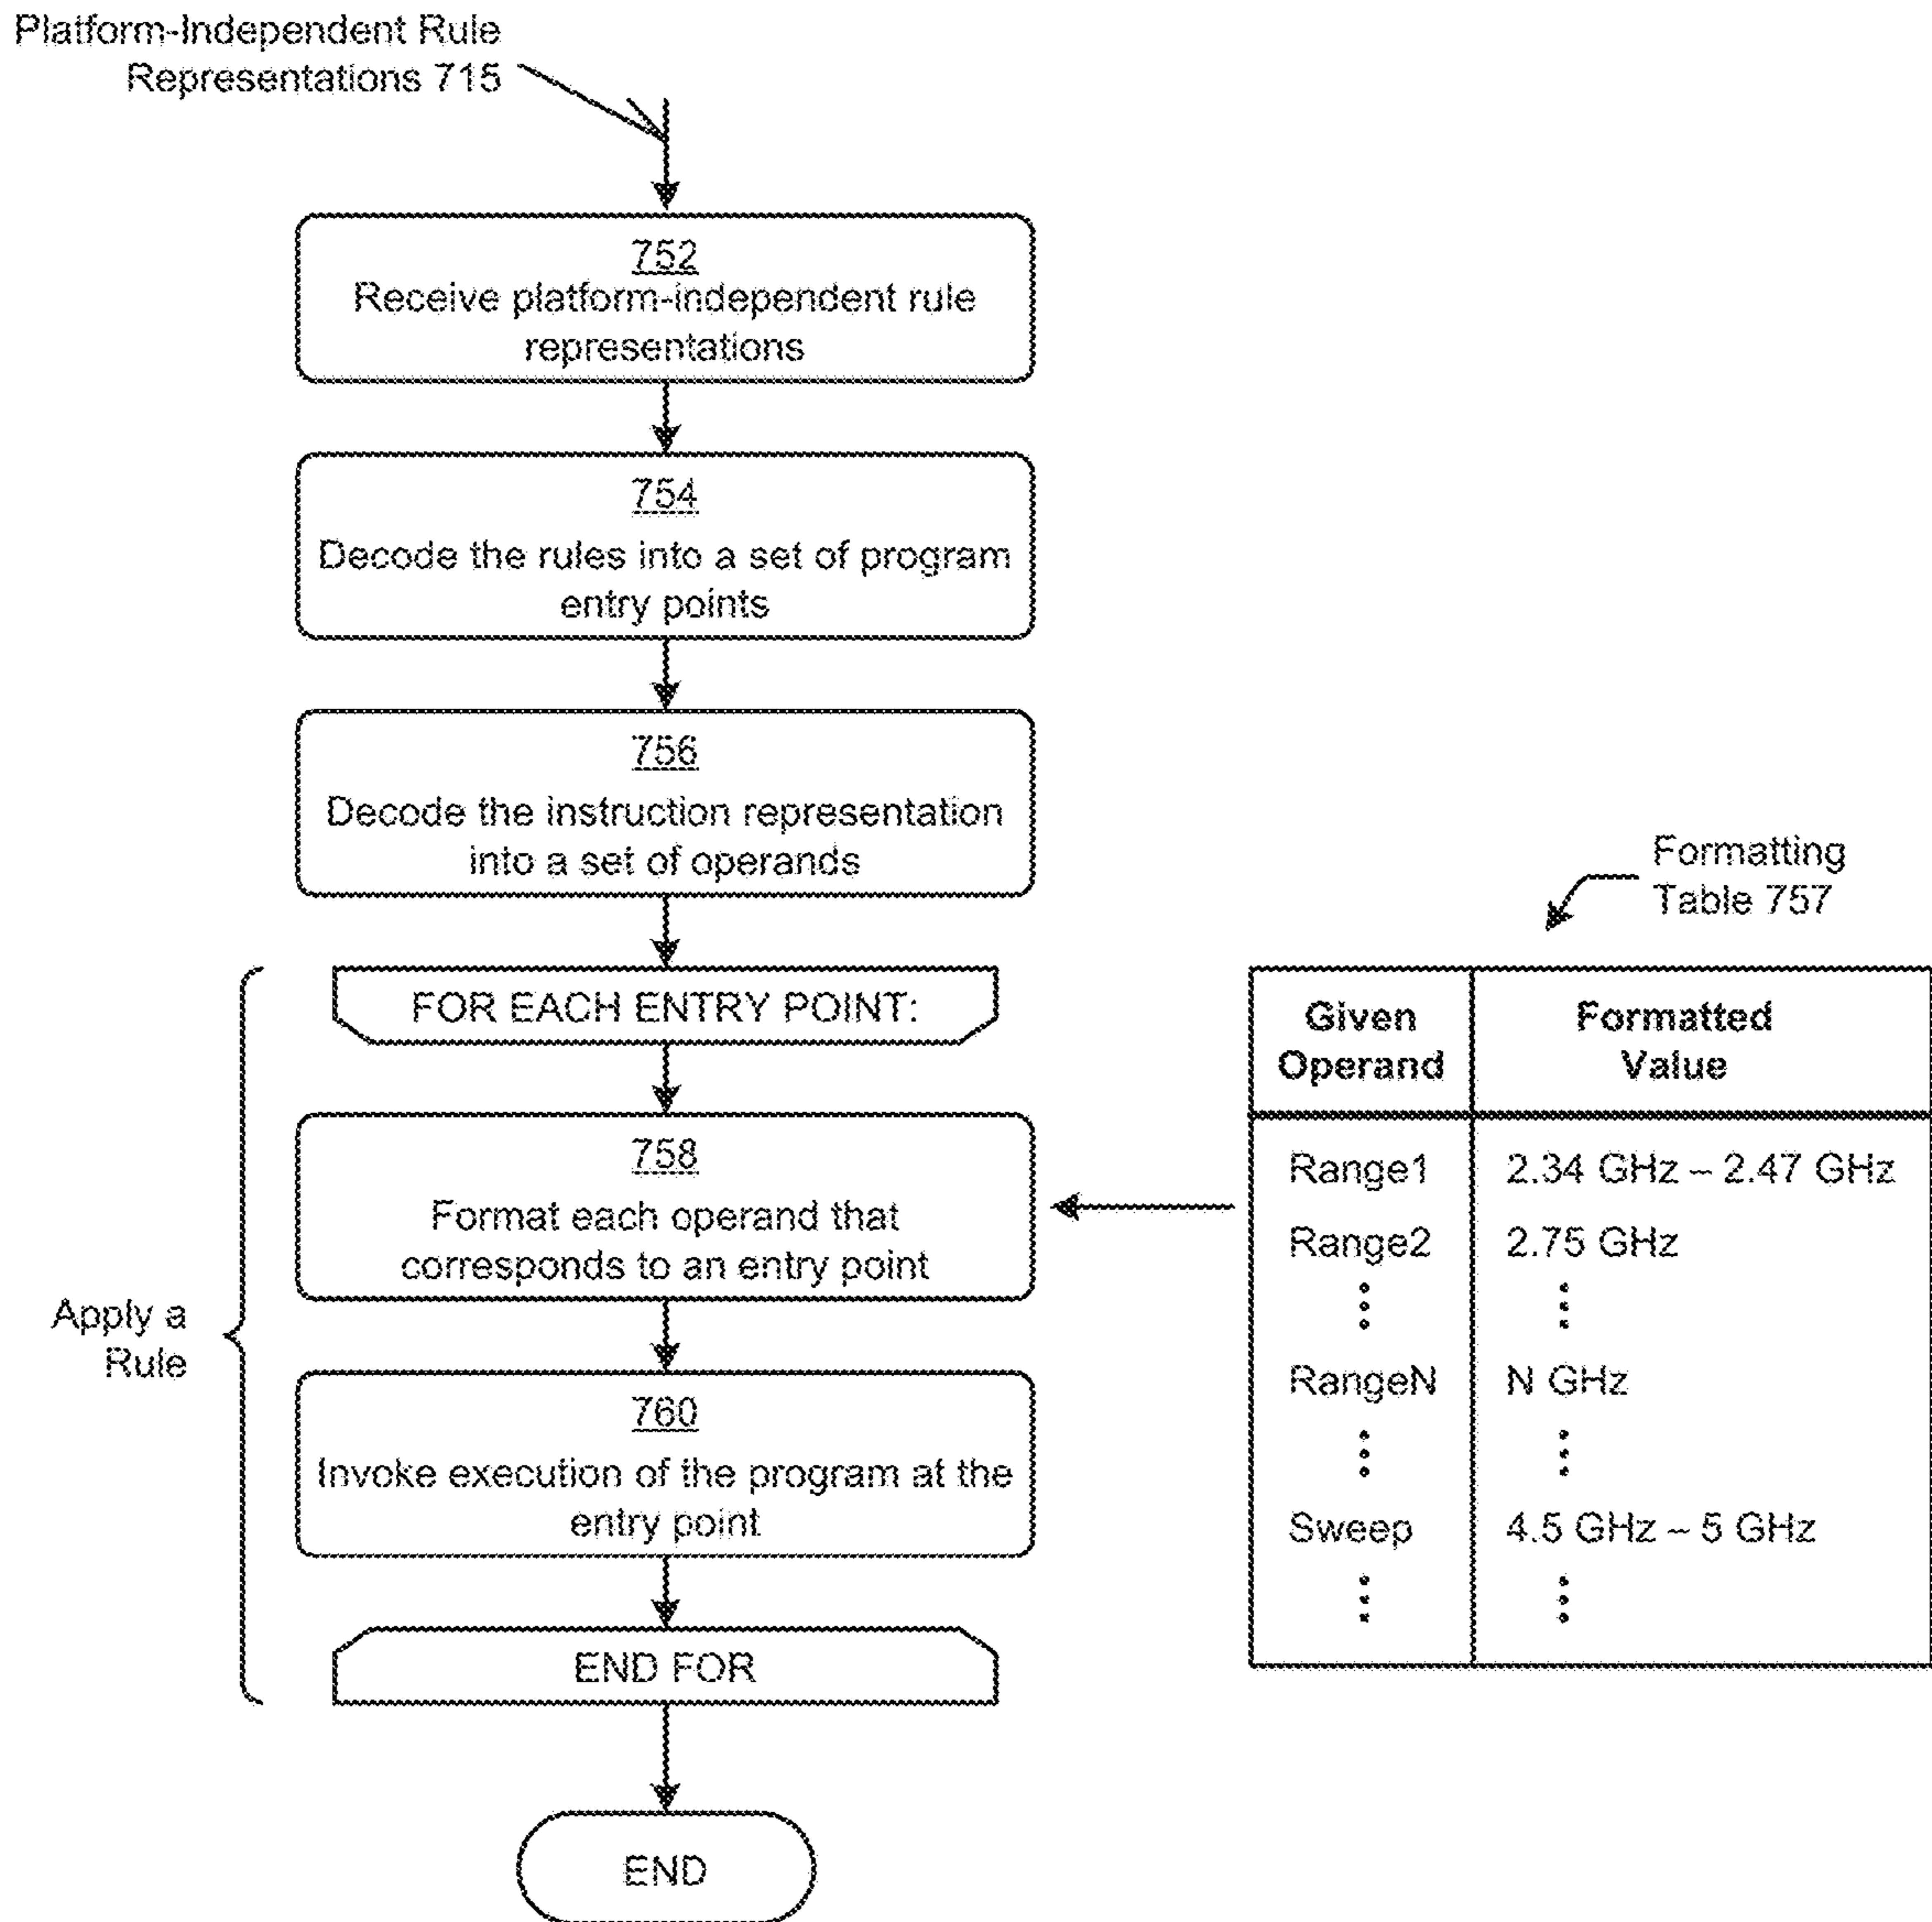 Platform-Independent Rule
Representations 715
752
Receive platform-independent rule
representations
754
Decode the rules into a set of program
entry points
756
Decode the instruction representation
into a set of operands
FOR EACH ENTRY POINT:
758
Format each operand that
corresponds to an entry point
760
Invoke execution of the program at the
entry point
END FOR
END
Apply a
Rule
Formatting
Table 757
Given
Operand
Formatted
Value
Range1 2.34 GHz – 2.47 GHz
Range2 2.75 GHz
RangeN N GHz
Sweep 4.5 GHz – 5 GHz